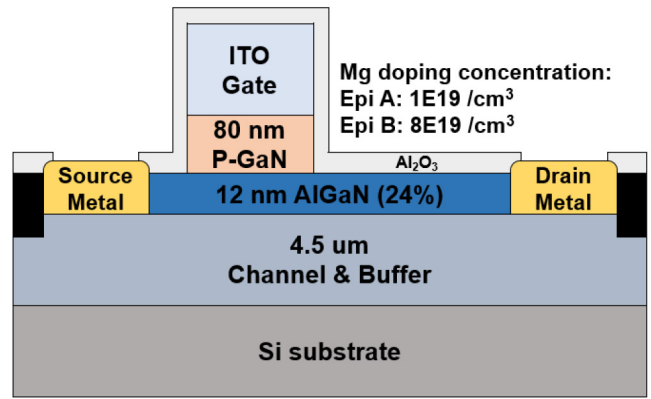 ITO
Gate
Mg doping concentration:
Epi A: 1E19 /cm³
Epi B: 8E19 /cm³
80 nm
P-GaN
Al₂O₃
Source
Metal
12 nm AlGaN (24%)
Drain
Metal
4.5 um
Channel & Buffer
Si substrate